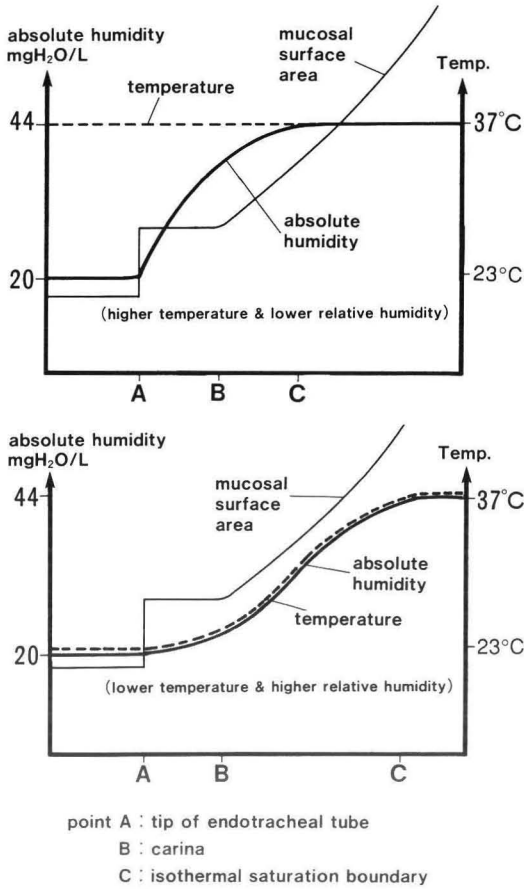 absolute humidity
mgH₂O/L
mucosal
surface
area
Temp.
temperature
44
37°C
absolute
humidity
20
23°C
(higher temperature & lower relative humidity)
A
B
C
absolute humidity
mgH₂O/L
Temp.
44
mucosal
surface
area
37°C
absolute
humidity
temperature
20
23°C
(lower temperature & higher relative humidity)
A
B
C
point A : tip of endotracheal tube
B : carina
C : isothermal saturation boundary